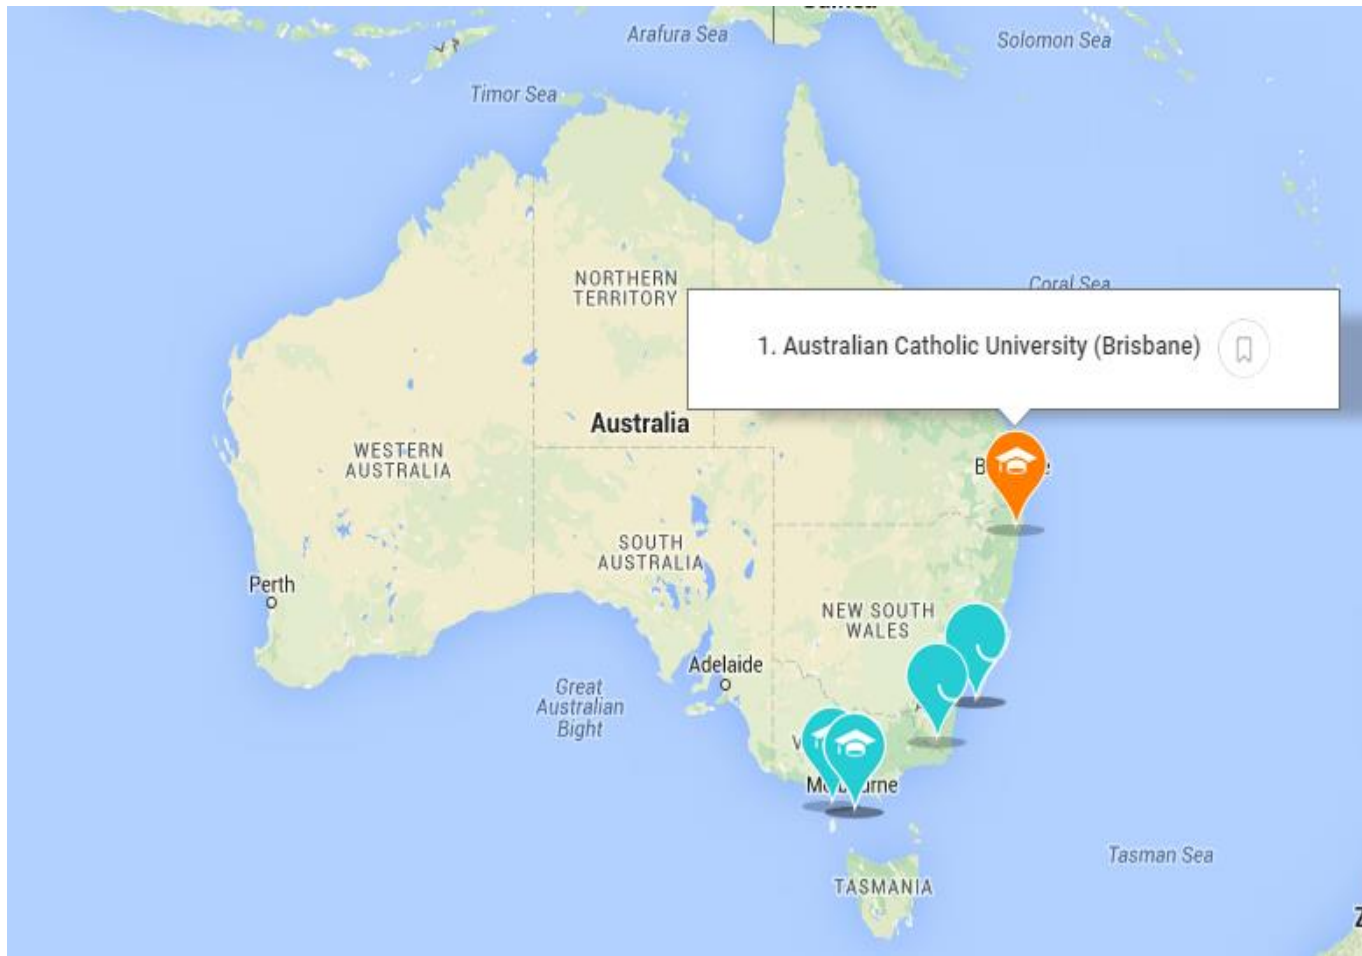 Arafura Sea
Solomon Sea
Timor Sea
NORTHERN
TERRITORY
Coral Sea
1. Australian Catholic University (Brisbane)
Australia
WESTERN
AUSTRALIA
SOUTH
AUSTRALIA
Perth
NEW SOUTH
WALES
Adelaide
Great
Australian
Bight
Tasman Sea
TASMANIA